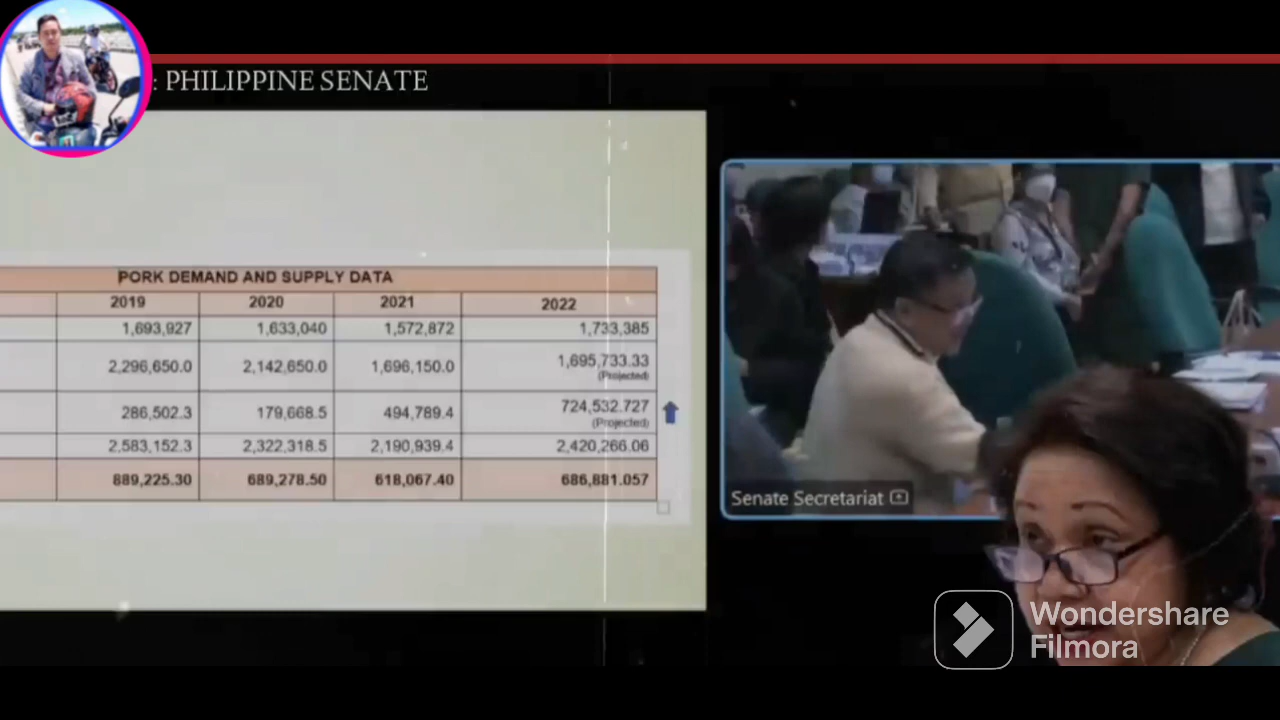 : PHILIPPINE SENATE
PORK DEMAND AND SUPPLY DATA
2019 2020 2021 2022
1,693,927 1,633,040 1,572,872 1,733,385
2,296,650.0 2,142,650.0 1,696,150.0 1,695,733.33
(Projected)
286,502.3 179,668.5 494,789.4 724,532.727
(Projected)
2,583,152.3 2,322,318.5 2,190,939.4 2,420,266.06
889,225.30 689,278.50 618,067.40 686,881.057
Senate Secretariat
Wondershare
Filmora